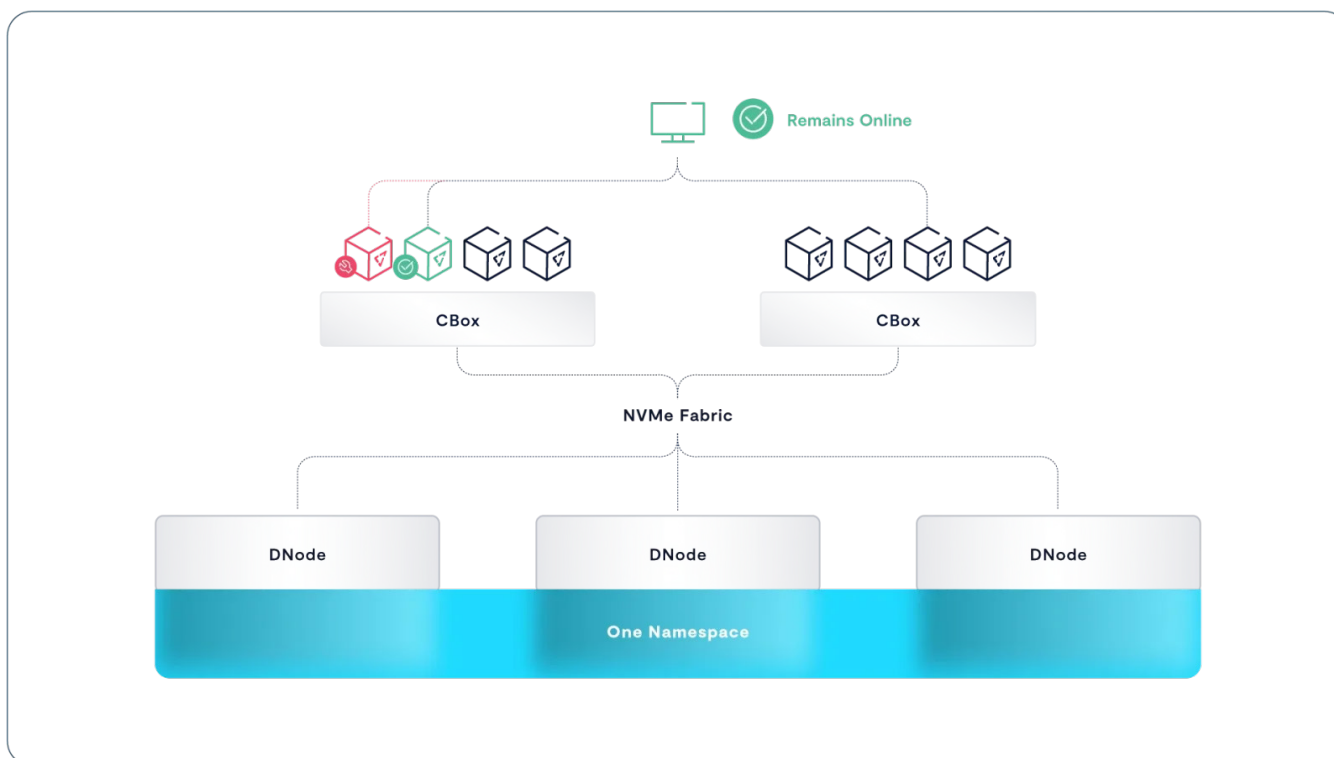 Remains Online
CBox
CBox
NVMe Fabric
DNode
DNode
DNode
One Namespace